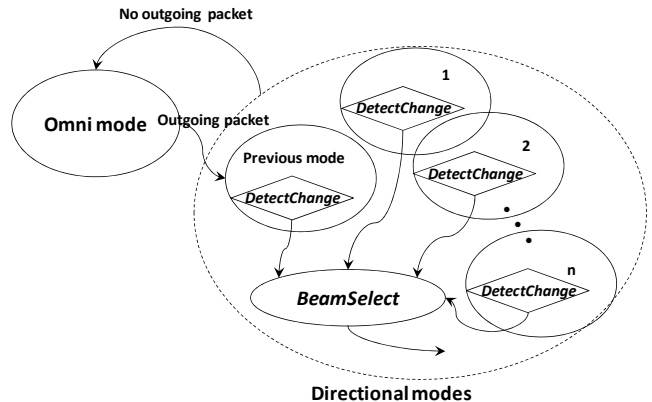 No outgoing packet
Omni mode
Outgoing packet
Previous mode
DetectChange
1
DetectChange
2
DetectChange
n
DetectChange
BeamSelect
Directional modes